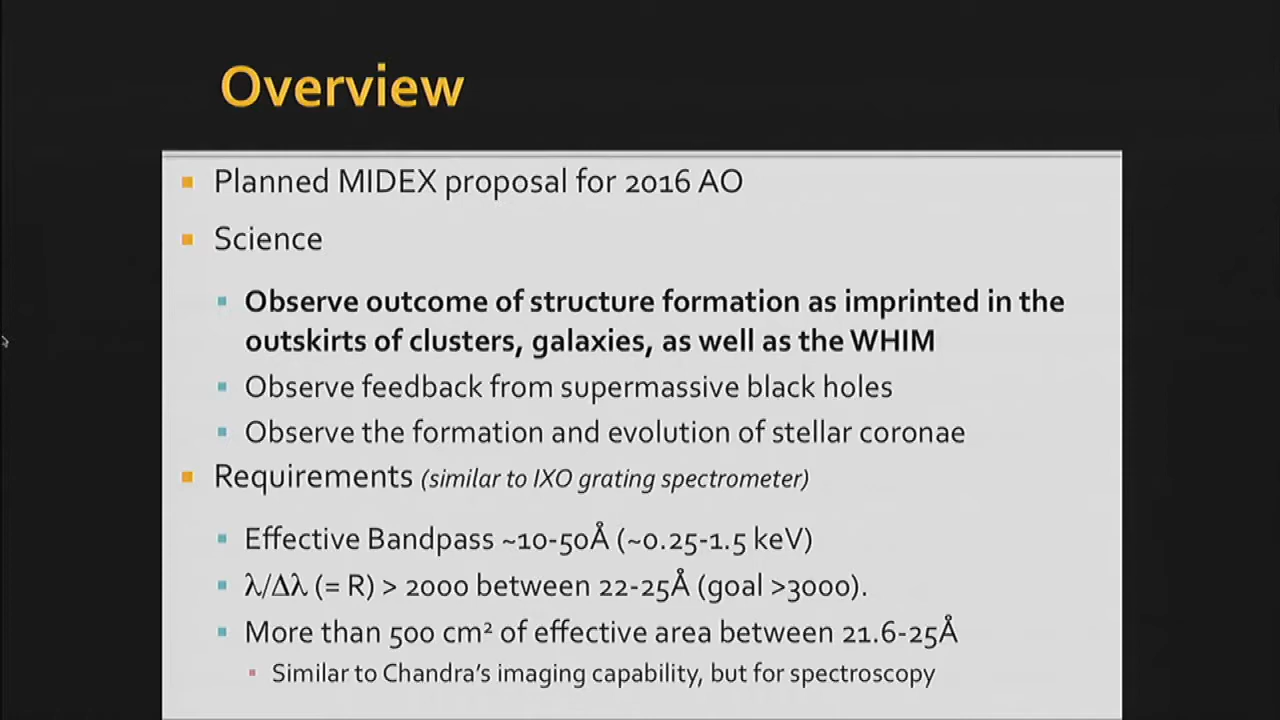 Overview
Planned MIDEX proposal for 2016 AO
Science
Observe outcome of structure formation as imprinted in the
outskirts of clusters, galaxies, as well as the WHIM
Observe feedback from supermassive black holes
Observe the formation and evolution of stellar coronae
Requirements (similar to IXO grating spectrometer)
Effective Bandpass ~10-50Å (~0.25-1.5 keV)
λ/Δλ (= R) > 2000 between 22-25Å (goal >3000).
More than 500 cm² of effective area between 21.6-25Å
Similar to Chandra's imaging capability, but for spectroscopy